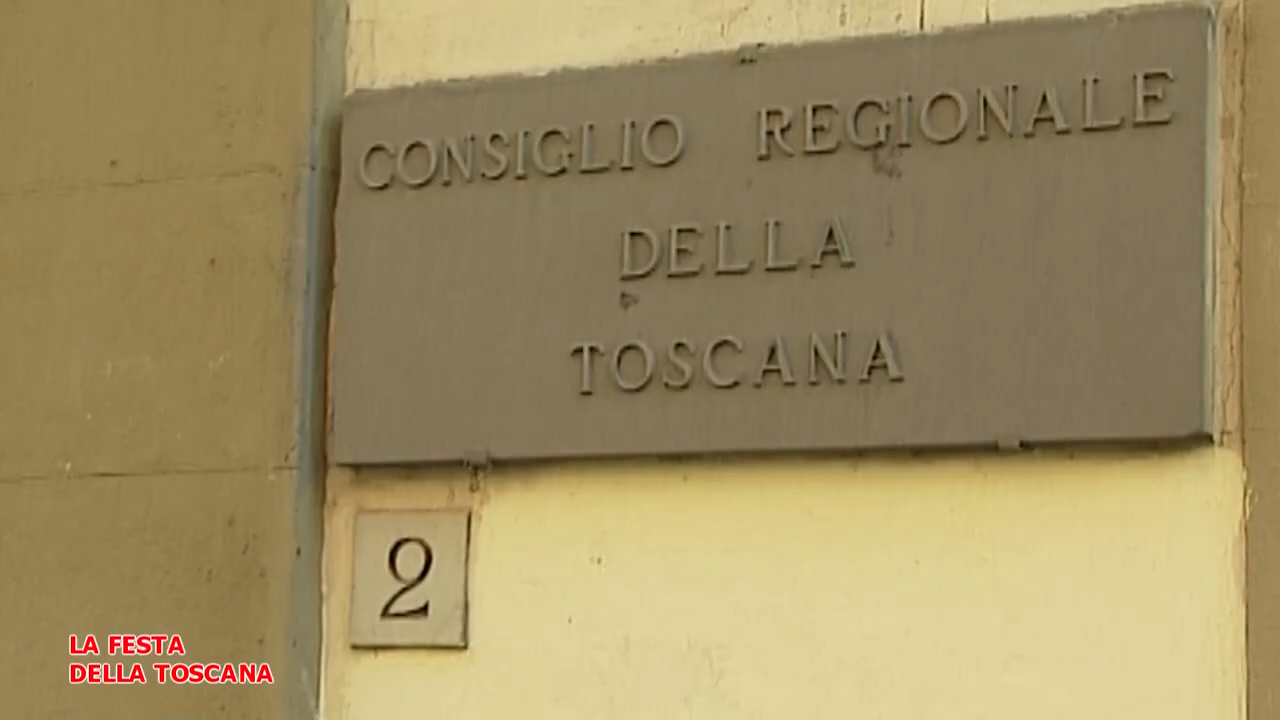 CONSIGLIO REGIONALE
DELLA
TOSCANA
2
LA FESTA
DELLA TOSCANA